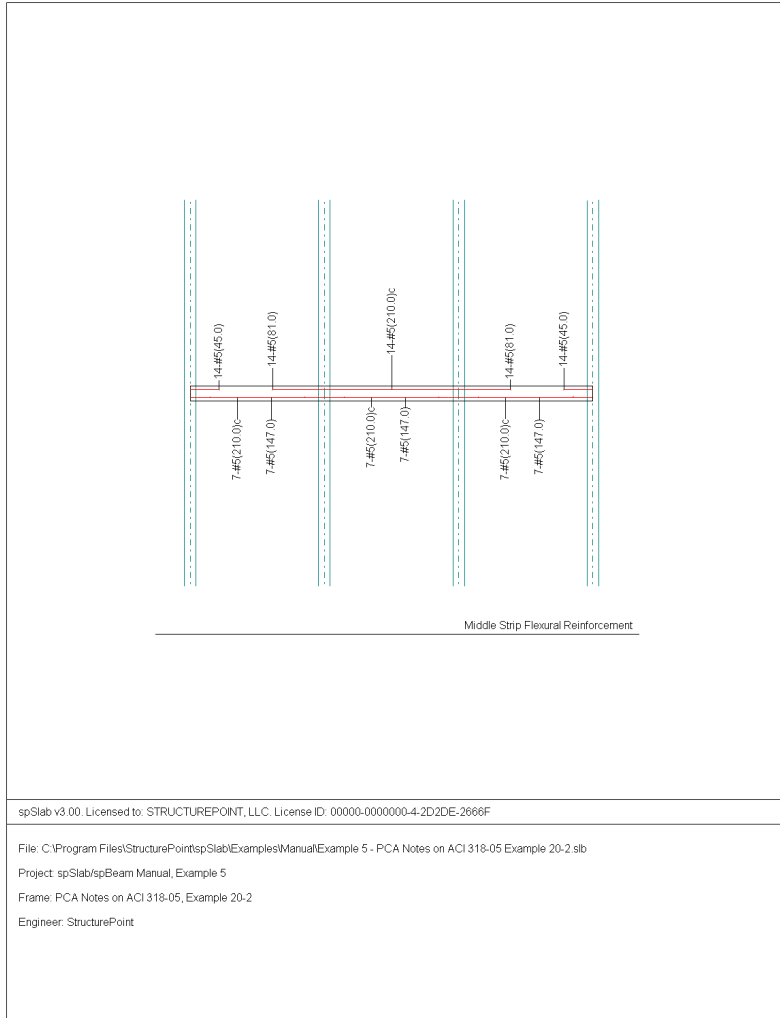 14-#5(45.0)
14-#5(81.0)
14-#5(210.0)c
14-#5(81.0)
14-#5(45.0)
7-#5(210.0)c
7-#5(147.0)
7-#5(210.0)c
7-#5(147.0)
7-#5(210.0)c
7-#5(147.0)
Middle Strip Flexural Reinforcement
spSlab v3.00. Licensed to: STRUCTUREPOINT, LLC. License ID: 00000-0000000-4-2D2DE-2666F
File: C:\Program Files\StructurePoint\spSlab\Examples\Manual\Example 5 - PCA Notes on ACI 318-05 Example 20-2.slb
Project: spSlab/spBeam Manual, Example 5
Frame: PCA Notes on ACI 318-05, Example 20-2
Engineer: StructurePoint